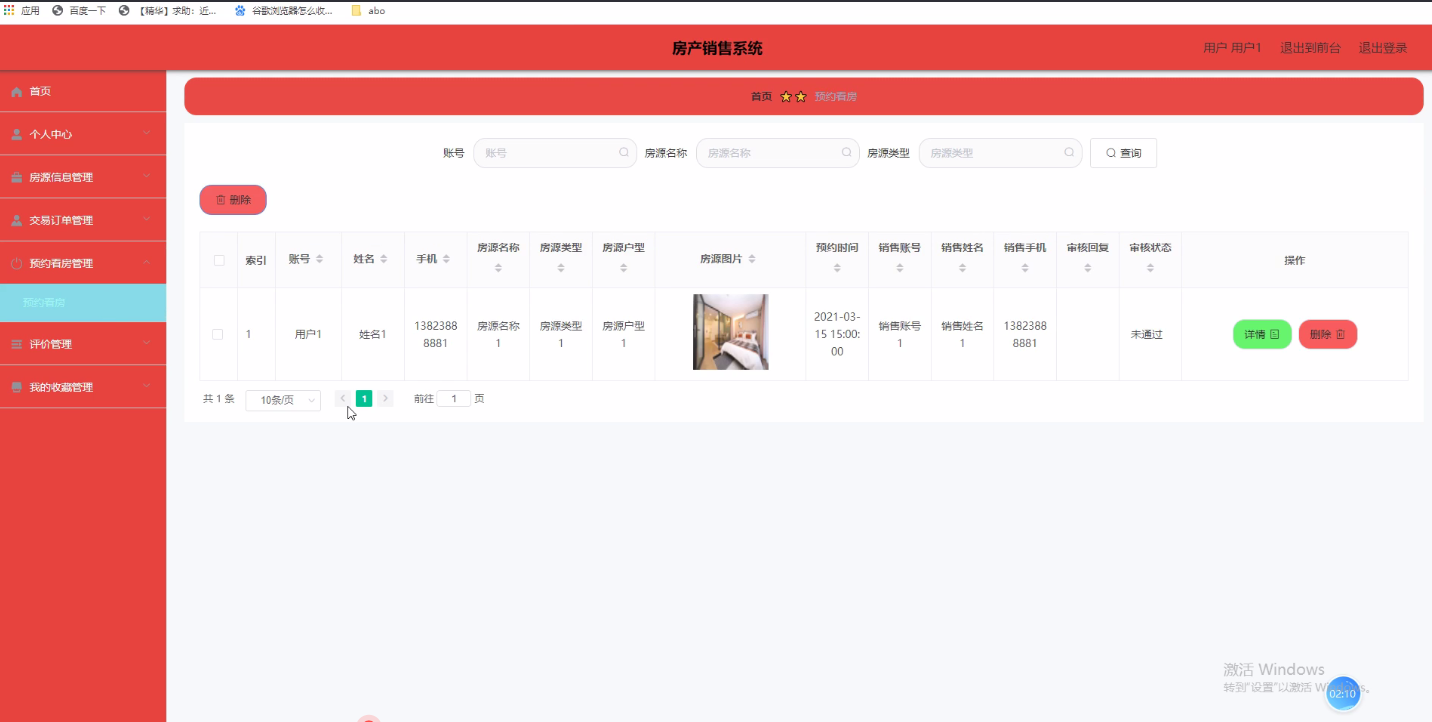 应用 百度一下 【精华】求助：近... 谷歌浏览器怎么收... abo
房产销售系统 用户 用户1 退出到前台 退出登录
首页
个人中心
房源信息管理
交易订单管理
预约看房管理
预约看房
评价管理
我的收藏管理
首页 预约看房
账号 账号 房源名称 房源名称 房源类型 房源类型 查询
删除
索引 账号 姓名 手机 房源名称 房源类型 房源户型 房源图片 预约时间 销售账号 销售姓名 销售手机 审核回复 审核状态 操作
1 用户1 姓名1 13823888881 房源名称1 房源类型1 房源户型1 2021-03-15 15:00:00 销售账号1 销售姓名1 13823888881 未通过 详情 删除
共 1 条 10条/页 1 前往 1 页
激活 Windows
转到"设置"以激活 Windows。
02:10